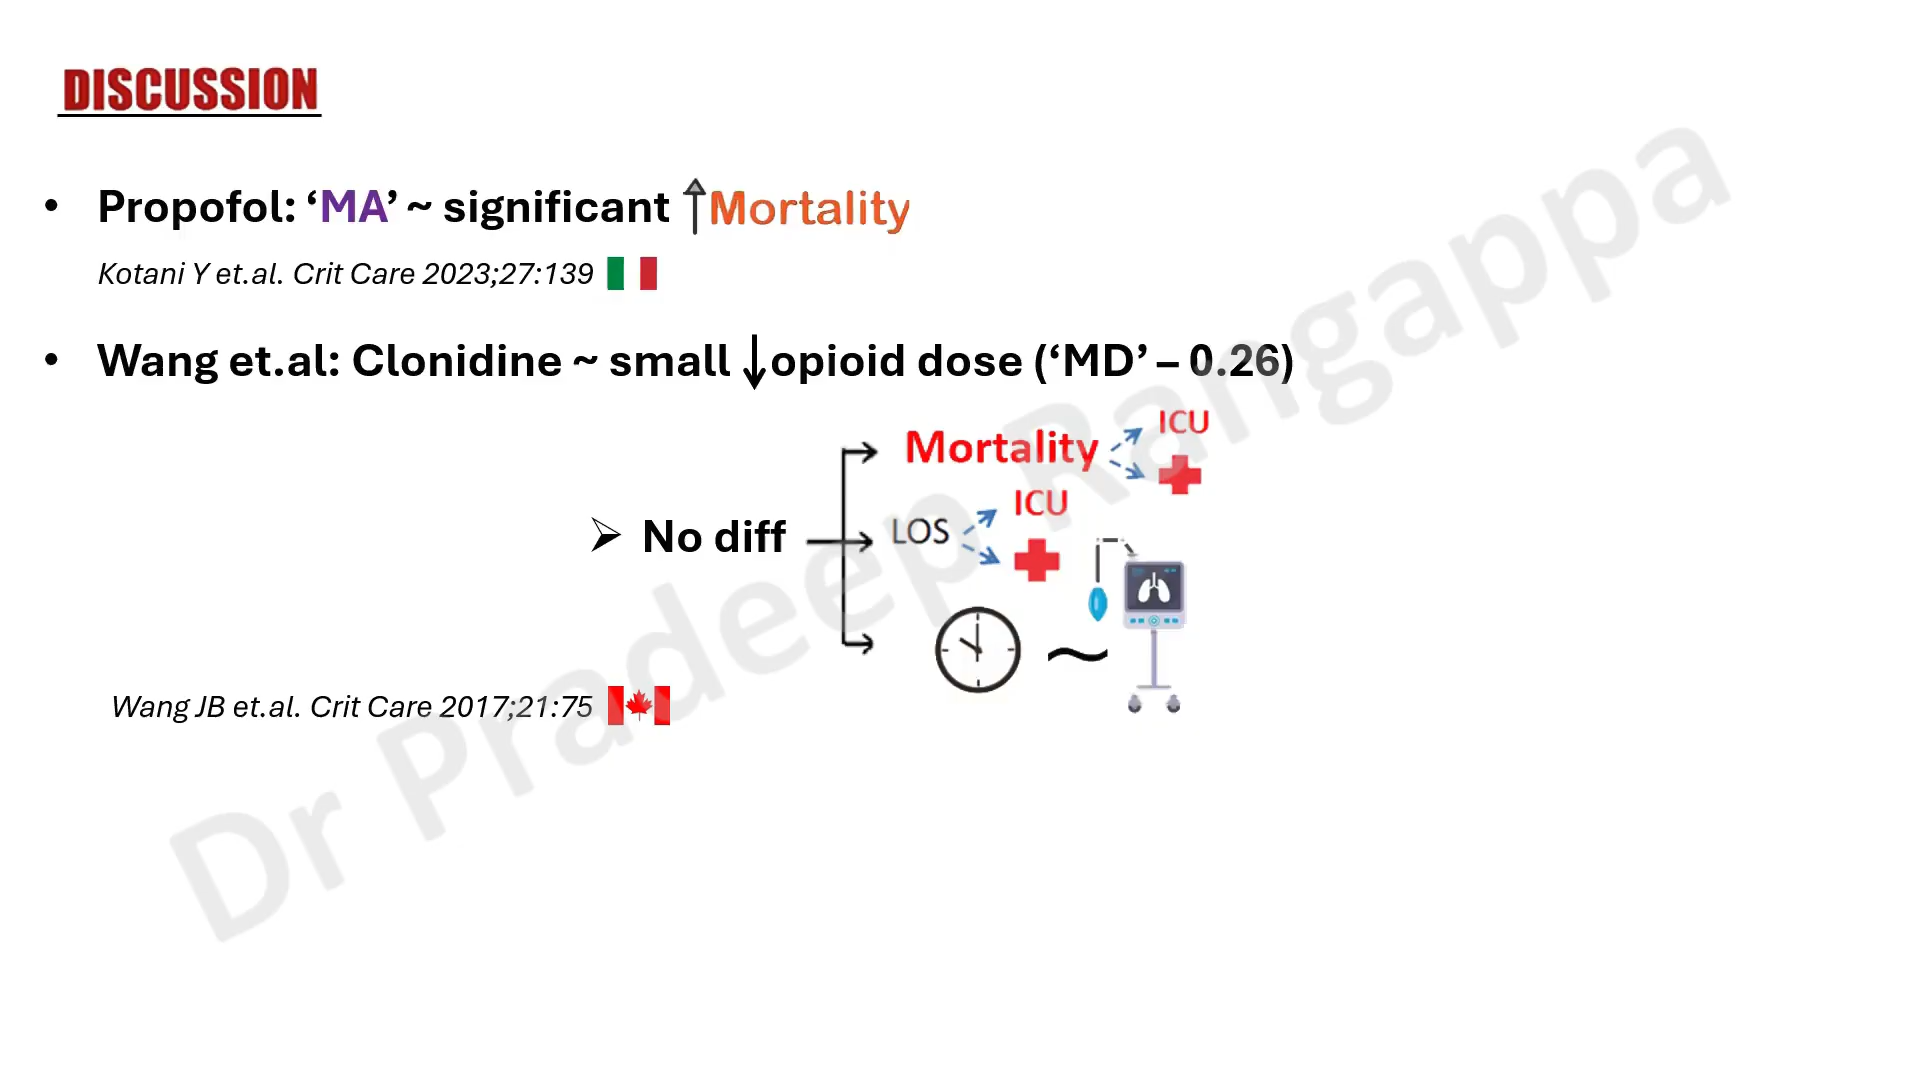 DISCUSSION
• Propofol: ‘MA’ ~ significant ↑Mortality
Kotani Y et.al. Crit Care 2023;27:139
• Wang et.al: Clonidine ~ small ↓opioid dose (‘MD’ – 0.26)
Mortality ICU
LOS ICU
➢ No diff
~
Wang JB et.al. Crit Care 2017;21:75
Dr Pradeep Rangappa